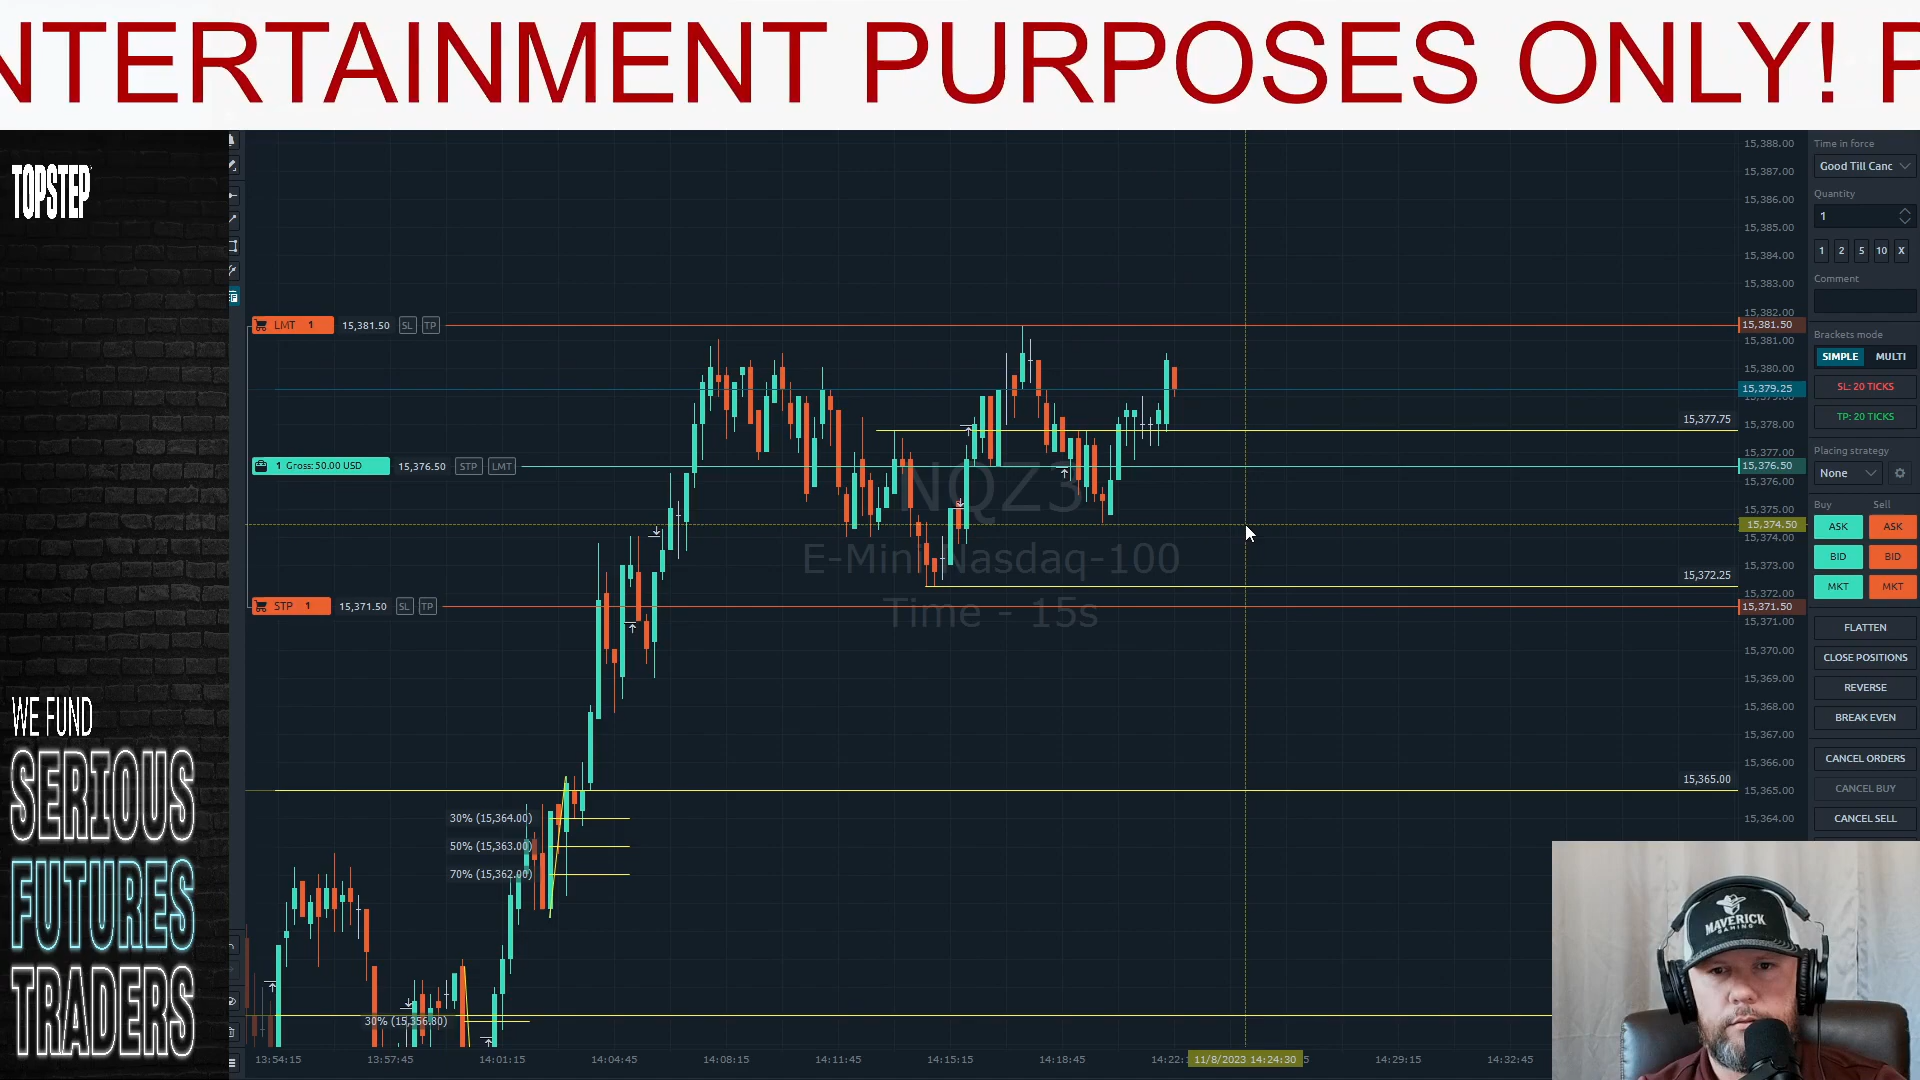 NTERTAINMENT PURPOSES ONLY! P
TOPSTEP
WE FUND
SERIOUS
FUTURES
TRADERS
LMT 1 15,381.50 SL TP
1 Gross: 50.00 USD 15,376.50 STP LMT
STP 1 15,371.50 SL TP
NQZ3
E-Mini Nasdaq-100
Time - 15s
15,377.75
15,372.25
15,365.00
30% (15,364.00)
50% (15,363.00)
70% (15,362.00)
30% (15,356.80)
15,388.00
15,387.00
15,386.00
15,385.00
15,384.00
15,383.00
15,382.00
15,381.50
15,381.00
15,380.00
15,379.25
15,378.00
15,377.00
15,376.50
15,376.00
15,375.00
15,374.50
15,374.00
15,373.00
15,372.00
15,371.50
15,371.00
15,370.00
15,369.00
15,368.00
15,367.00
15,366.00
15,365.00
15,364.00
13:54:15 13:57:45 14:01:15 14:04:45 14:08:15 14:11:45 14:15:15 14:18:45 14:22:1 11/8/2023 14:24:30 5 14:29:15 14:32:45
Time in force
Good Till Canc
Quantity
1
1 2 5 10 X
Comment
Brackets mode
SIMPLE MULTI
SL: 20 TICKS
TP: 20 TICKS
Placing strategy
None
Buy Sell
ASK ASK
BID BID
MKT MKT
FLATTEN
CLOSE POSITIONS
REVERSE
BREAK EVEN
CANCEL ORDERS
CANCEL BUY
CANCEL SELL
MAVERICK
GAMING